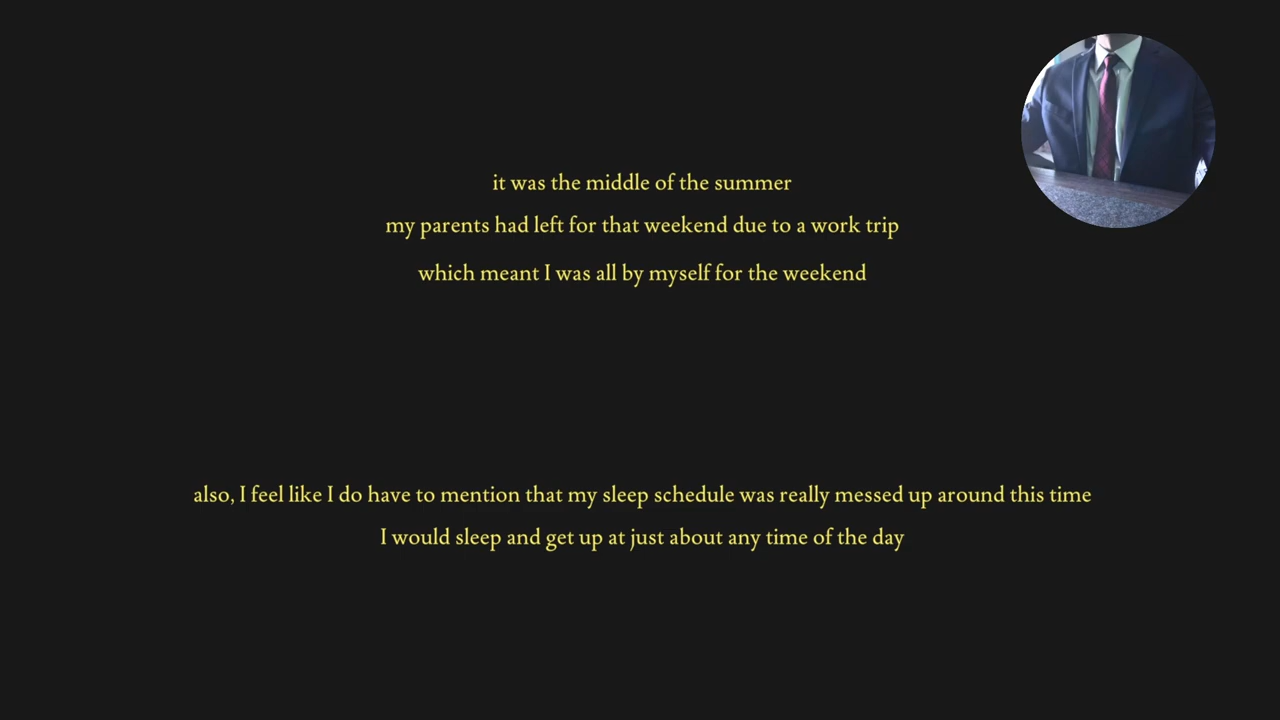 it was the middle of the summer
my parents had left for that weekend due to a work trip
which meant I was all by myself for the weekend
also, I feel like I do have to mention that my sleep schedule was really messed up around this time
I would sleep and get up at just about any time of the day